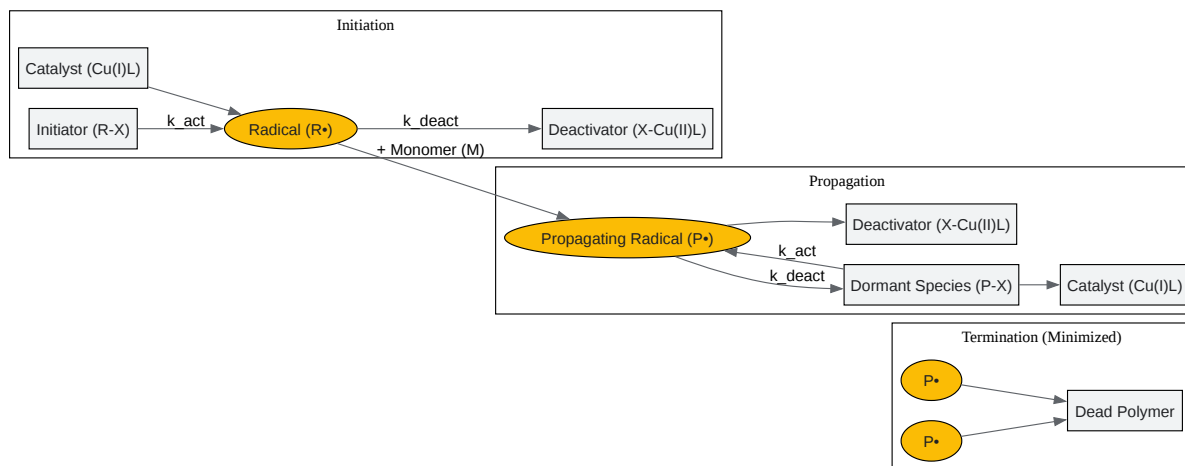 Initiation
Catalyst (Cu(I)L)
Initiator (R-X)
k_act
Radical (R•)
k_deact
Deactivator (X-Cu(II)L)
+ Monomer (M)
Propagation
Propagating Radical (P•)
Deactivator (X-Cu(II)L)
k_act
k_deact
Dormant Species (P-X)
Catalyst (Cu(I)L)
Termination (Minimized)
P•
Dead Polymer
P•